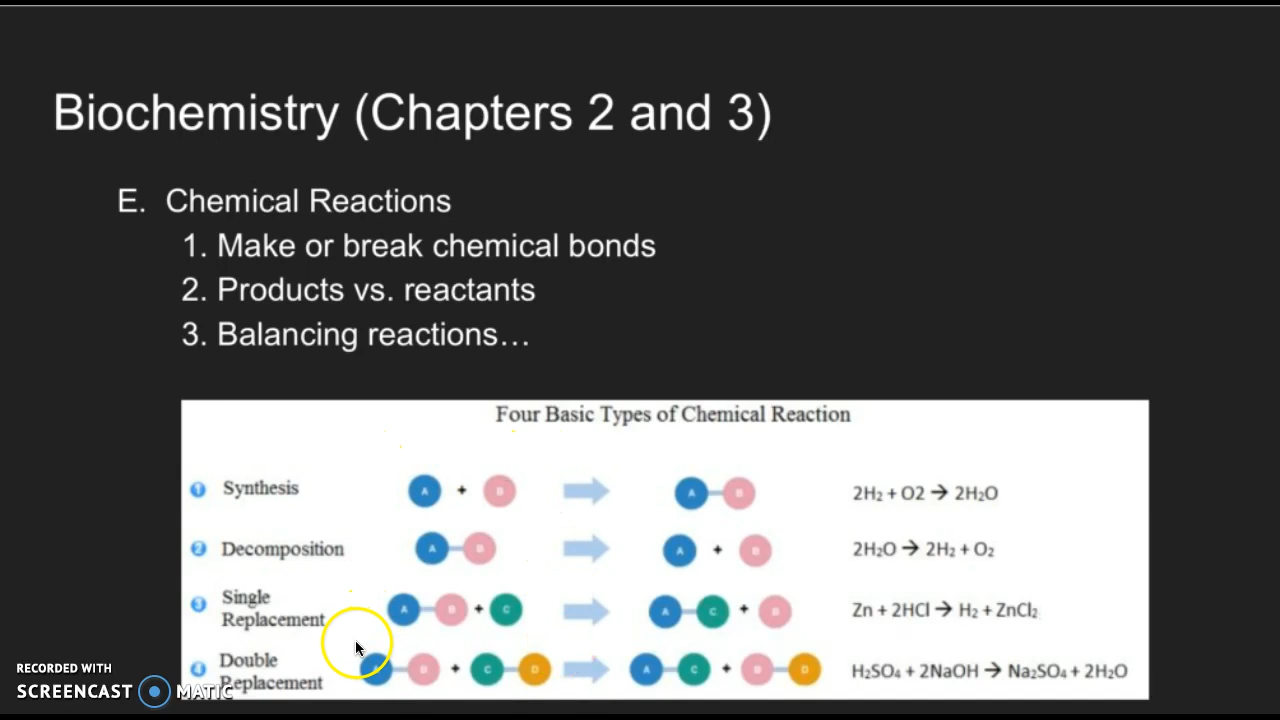 Biochemistry (Chapters 2 and 3)
E. Chemical Reactions
1. Make or break chemical bonds
2. Products vs. reactants
3. Balancing reactions…
Four Basic Types of Chemical Reaction
1 Synthesis A + B A B 2H₂ + O2 → 2H₂O
2 Decomposition A B A + B 2H₂O → 2H₂ + O₂
3 Single Replacement A B + C A C + B Zn + 2HCl → H₂ + ZnCl₂
4 Double Replacement A B + C D A C + B D H₂SO₄ + 2NaOH → Na₂SO₄ + 2H₂O
RECORDED WITH
SCREENCAST MATIC